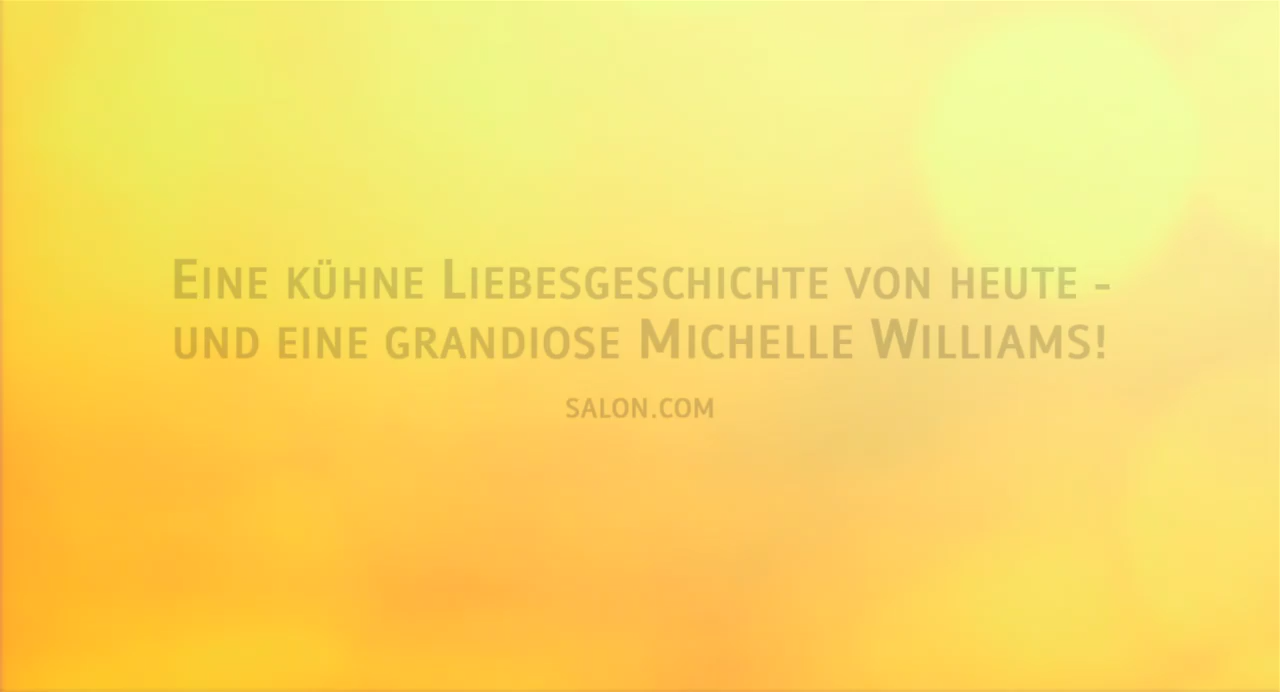 Eine kühne Liebesgeschichte von heute -
und eine grandiose Michelle Williams!
salon.com